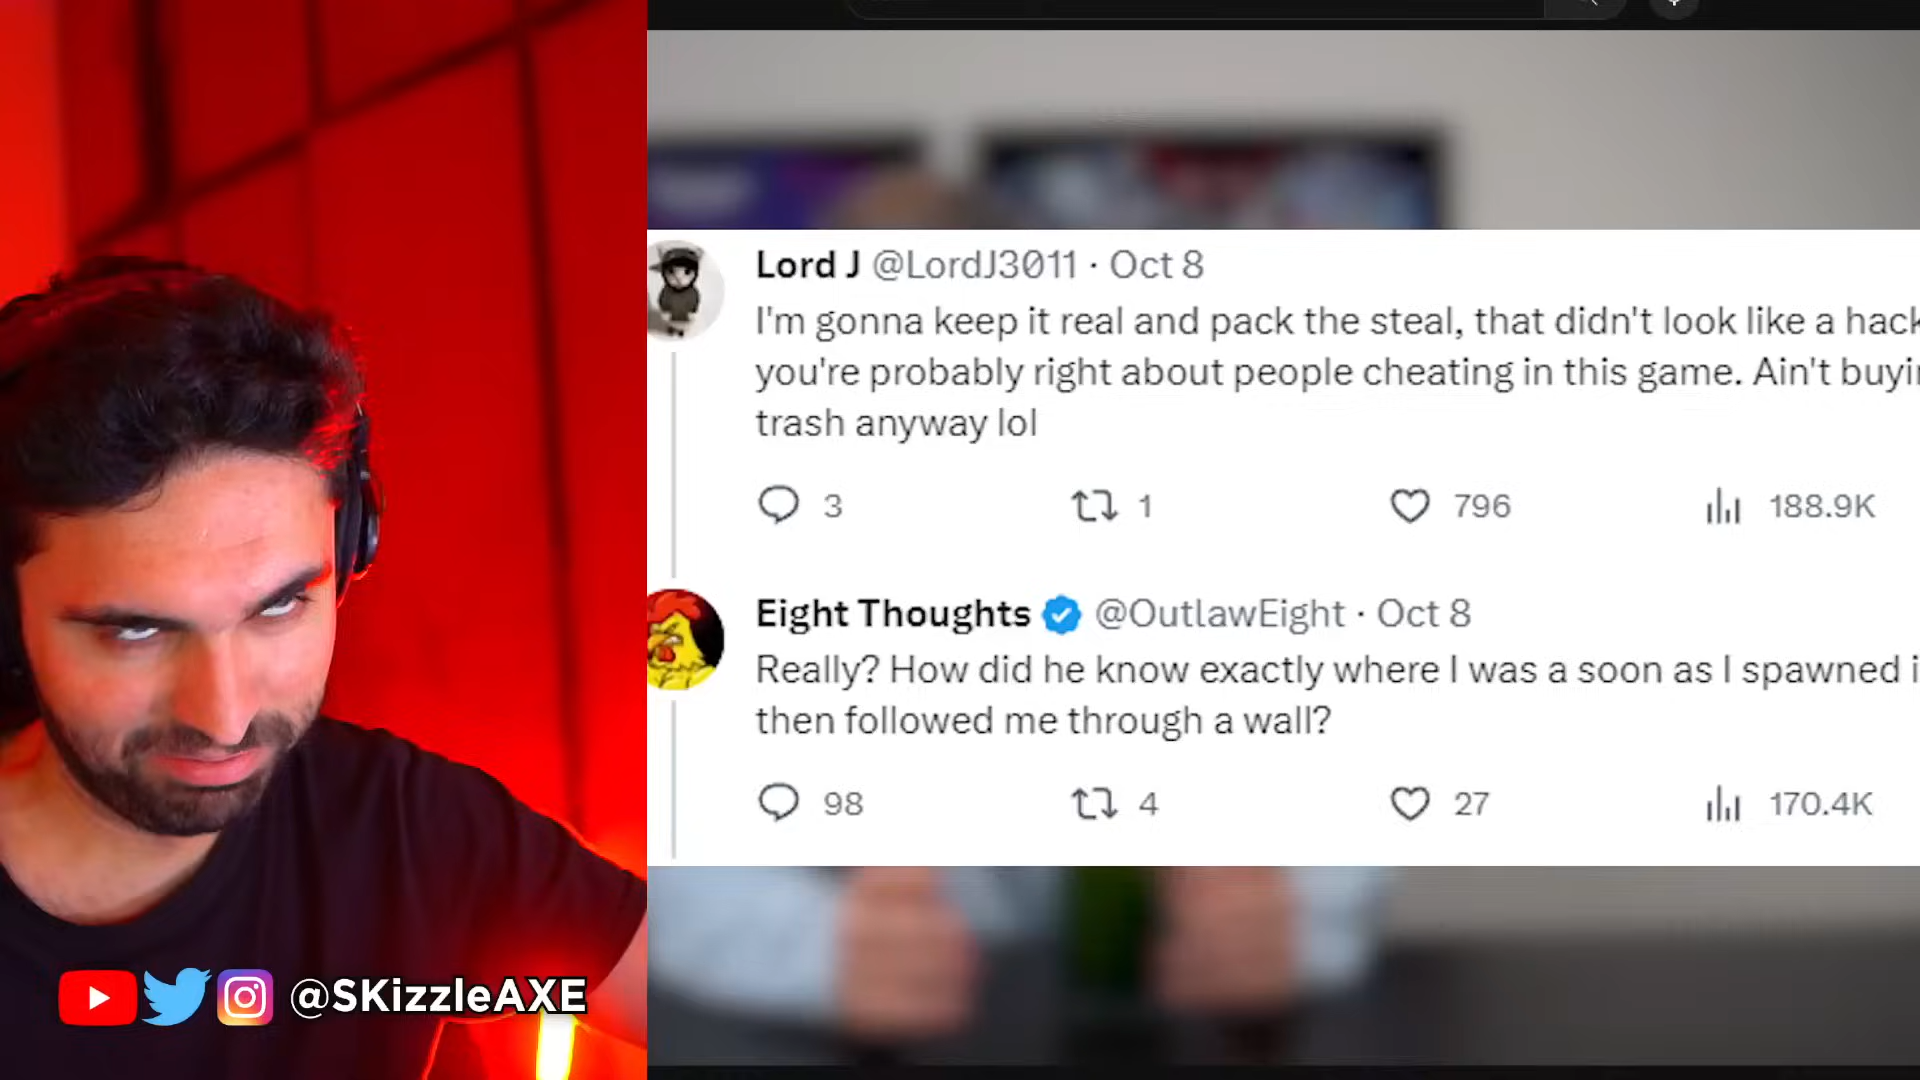 Lord J @LordJ3011 · Oct 8
I'm gonna keep it real and pack the steal, that didn't look like a hack
you're probably right about people cheating in this game. Ain't
trash anyway lol
3 1 796 188.9K
Eight Thoughts @OutlawEight · Oct 8
Really? How did he know exactly where I was a soon as I spawned
then followed me through a wall?
98 4 27 170.4K
@SKizzleAXE